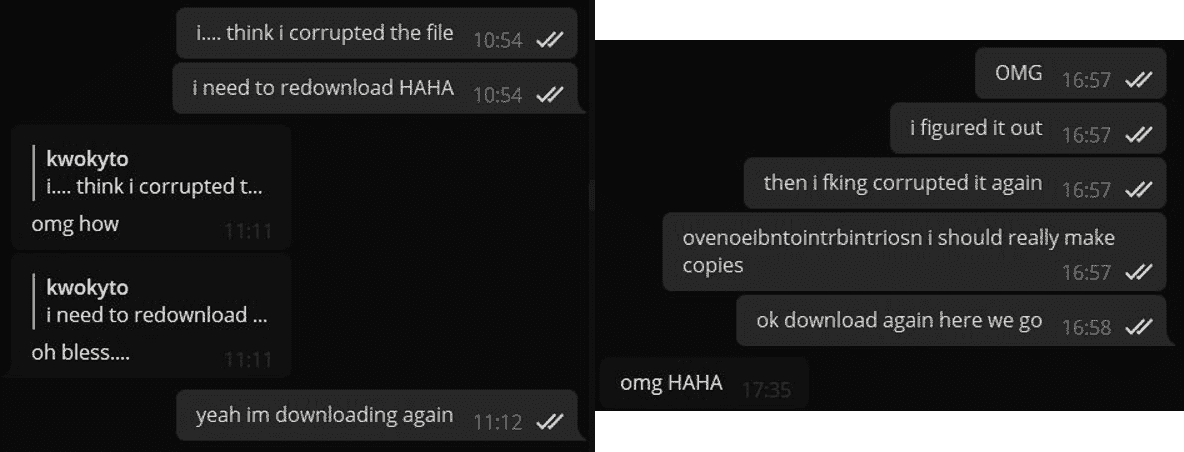 i.... think i corrupted the file 10:54
i need to redownload HAHA 10:54
kwokyto
i.... think i corrupted t...
omg how 11:11
kwokyto
i need to redownload ...
oh bless.... 11:11
yeah im downloading again 11:12
OMG 16:57
i figured it out 16:57
then i fking corrupted it again 16:57
ovenoeibntointrbintriosn i should really make
copies 16:57
ok download again here we go 16:58
omg HAHA 17:35